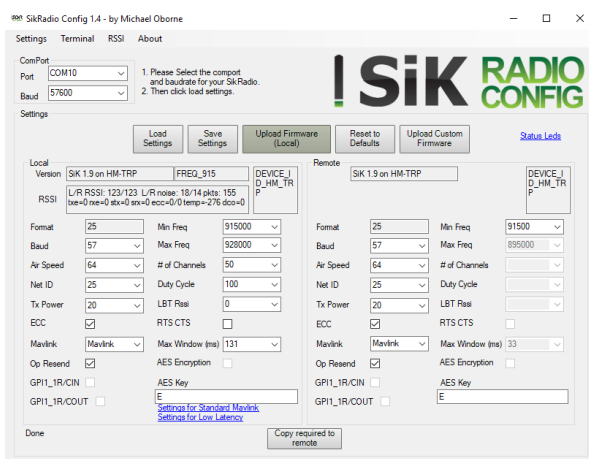 SikRadio Config 1.4 - by Michael Oborne
Settings Terminal RSSI About
ComPort
Port COM10
Baud 57600
1. Please Select the comport
and baudrate for your SikRadio.
2. Then click load settings.
SiK RADIO CONFIG
Settings
Load Settings
Save Settings
Upload Firmware (Local)
Reset to Defaults
Upload Custom Firmware
Status Leds
Local
Version SiK 1.9 on HM-TRP FREQ_915 DEVICE_I
D_HM_TR
P
RSSI L/R RSSI: 123/123 L/R noise: 18/14 pkts: 155
txe=0 rxe=0 stx=0 srx=0 ecc=0/0 temp=-276 dco=0
Format 25 Min Freq 915000
Baud 57 Max Freq 928000
Air Speed 64 # of Channels 50
Net ID 25 Duty Cycle 100
Tx Power 20 LBT Rssi 0
ECC RTS CTS
Mavlink Mavlink Max Window (ms) 131
Op Resend AES Encryption
GPI1_1R/CIN AES Key
GPI1_1R/COUT E
Settings for Standard Mavlink
Settings for Low Latency
Remote
SiK 1.9 on HM-TRP DEVICE_I
D_HM_TR
P
Format 25 Min Freq 91500
Baud 57 Max Freq 895000
Air Speed 64 # of Channels
Net ID 25 Duty Cycle
Tx Power 20 LBT Rssi
ECC RTS CTS
Mavlink Mavlink Max Window (ms) 33
Op Resend AES Encryption
GPI1_1R/CIN AES Key
GPI1_1R/COUT E
Done
Copy required to
remote